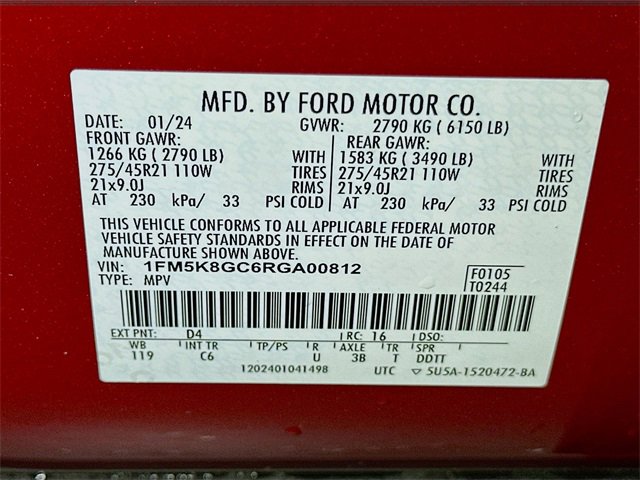 MFD. BY FORD MOTOR CO.
DATE: 01/24 GVWR: 2790 KG ( 6150 LB)
FRONT GAWR: REAR GAWR:
1266 KG ( 2790 LB) WITH 1583 KG ( 3490 LB) WITH
275/45R21 110W TIRES 275/45R21 110W TIRES
21x9.0J RIMS 21x9.0J RIMS
AT 230 kPa/ 33 PSI COLD AT 230 kPa/ 33 PSI COLD
THIS VEHICLE CONFORMS TO ALL APPLICABLE FEDERAL MOTOR
VEHICLE SAFETY STANDARDS IN EFFECT ON THE DATE OF
MANUFACTURE SHOWN ABOVE.
VIN: 1FM5K8GC6RGA00812 F0105
TYPE: MPV T0244
EXT PNT: D4 RC: 16 DSO:
WB INT TR TP/PS R AXLE TR SPR
119 C6 U 3B T DDTT
1202401041498 UTC ▽ 5U5A-1520472-BA